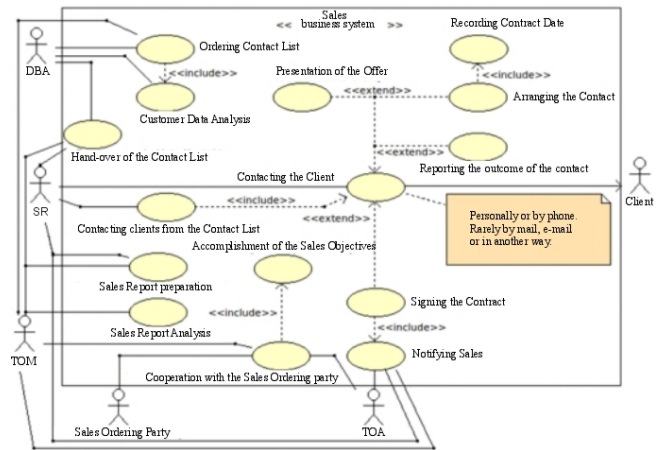 Sales
<< business system >>
Recording Contract Date
Ordering Contact List
DBA
<<include>>
Presentation of the Offer
<<include>>
<<extend>>
Arranging the Contact
Customer Data Analysis
<<extend>>
Hand-over of the Contact List
Reporting the outcome of the contact
Contacting the Client
SR
<<include>>
<<extend>>
Client
Personally or by phone.
Rarely by mail, e-mail
or in another way.
Contacting clients from the Contact List
Accomplishment of the Sales Objectives
Sales Report preparation
<<include>>
Signing the Contract
Sales Report Analysis
<<include>>
TOM
Notifying Sales
Cooperation with the Sales Ordering party
Sales Ordering Party
TOA